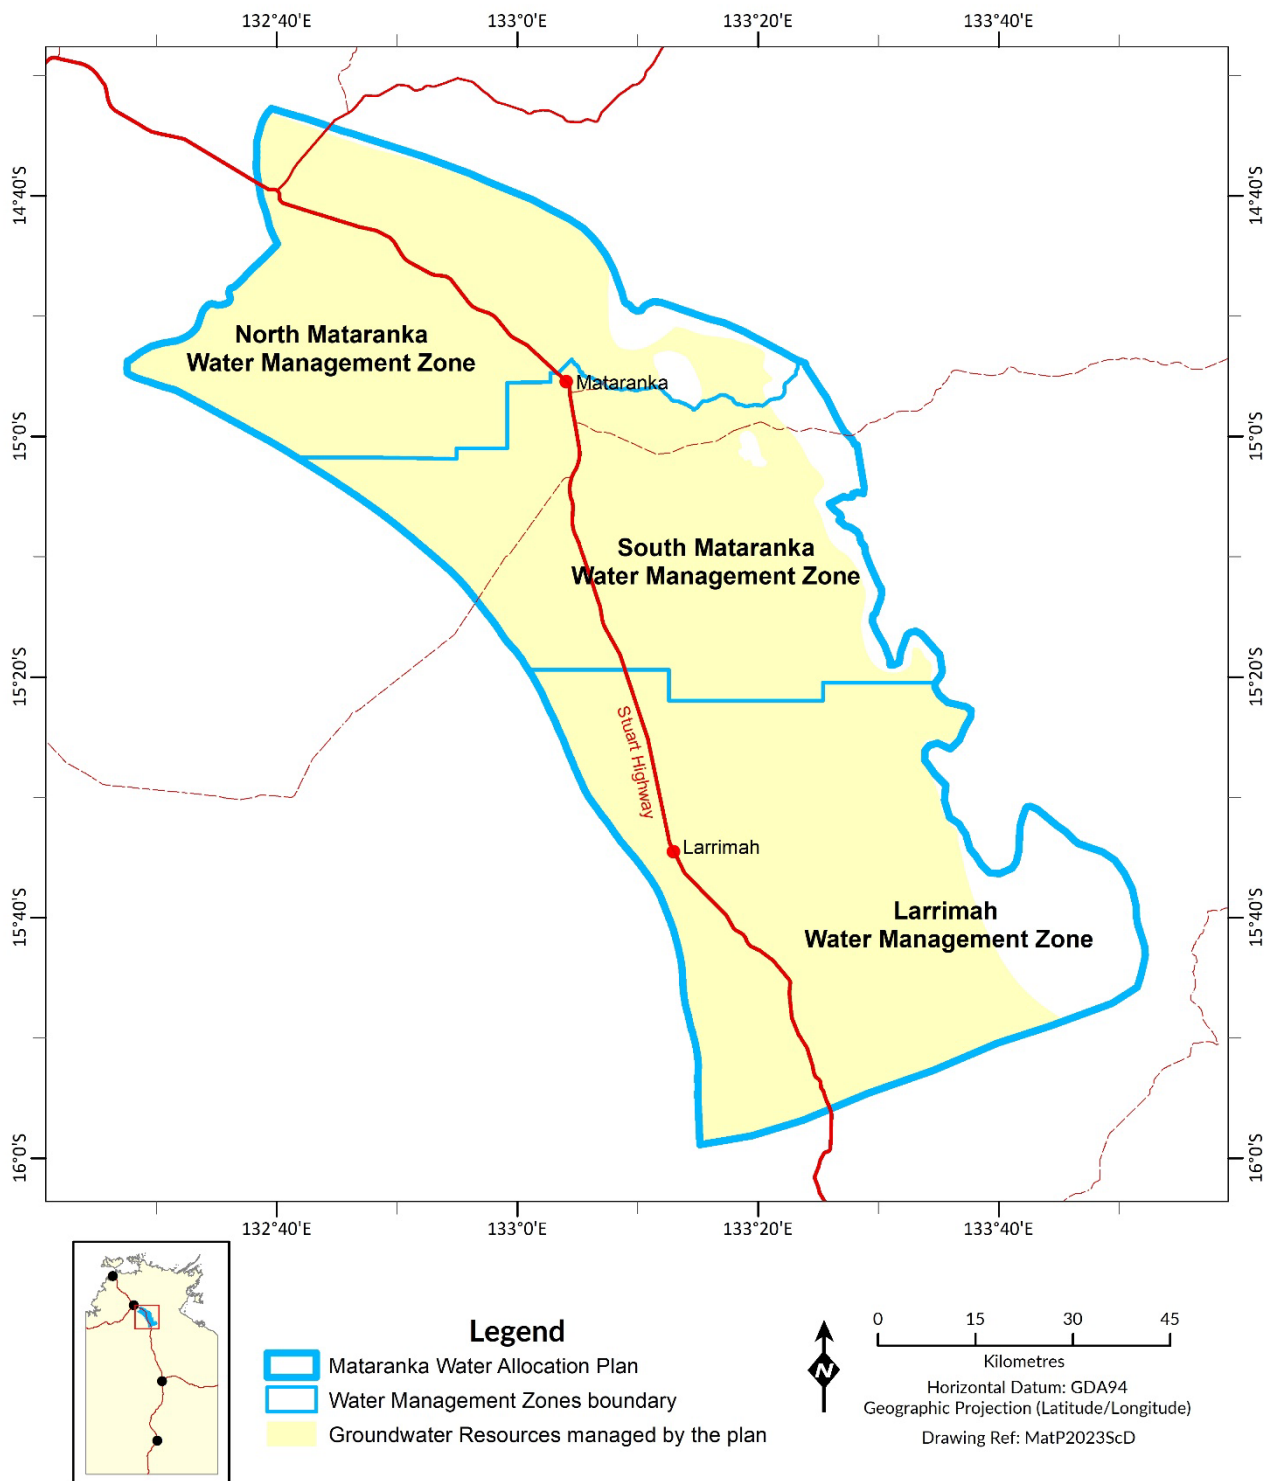 132°40'E
133°0'E
133°20'E
133°40'E
14°40'S
14°40'S
North Mataranka
Water Management Zone
Mataranka
15°0'S
15°0'S
South Mataranka
Water Management Zone
15°20'S
15°20'S
Stuart Highway
Larrimah
15°40'S
15°40'S
Larrimah
Water Management Zone
16°0'S
16°0'S
132°40'E
133°0'E
133°20'E
133°40'E
Legend
Mataranka Water Allocation Plan
Water Management Zones boundary
Groundwater Resources managed by the plan
N
0 15 30 45
Kilometres
Horizontal Datum: GDA94
Geographic Projection (Latitude/Longitude)
Drawing Ref: MatP2023ScD